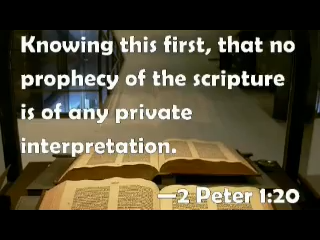 Knowing this first, that no
prophecy of the scripture
is of any private
interpretation.
—2 Peter 1:20